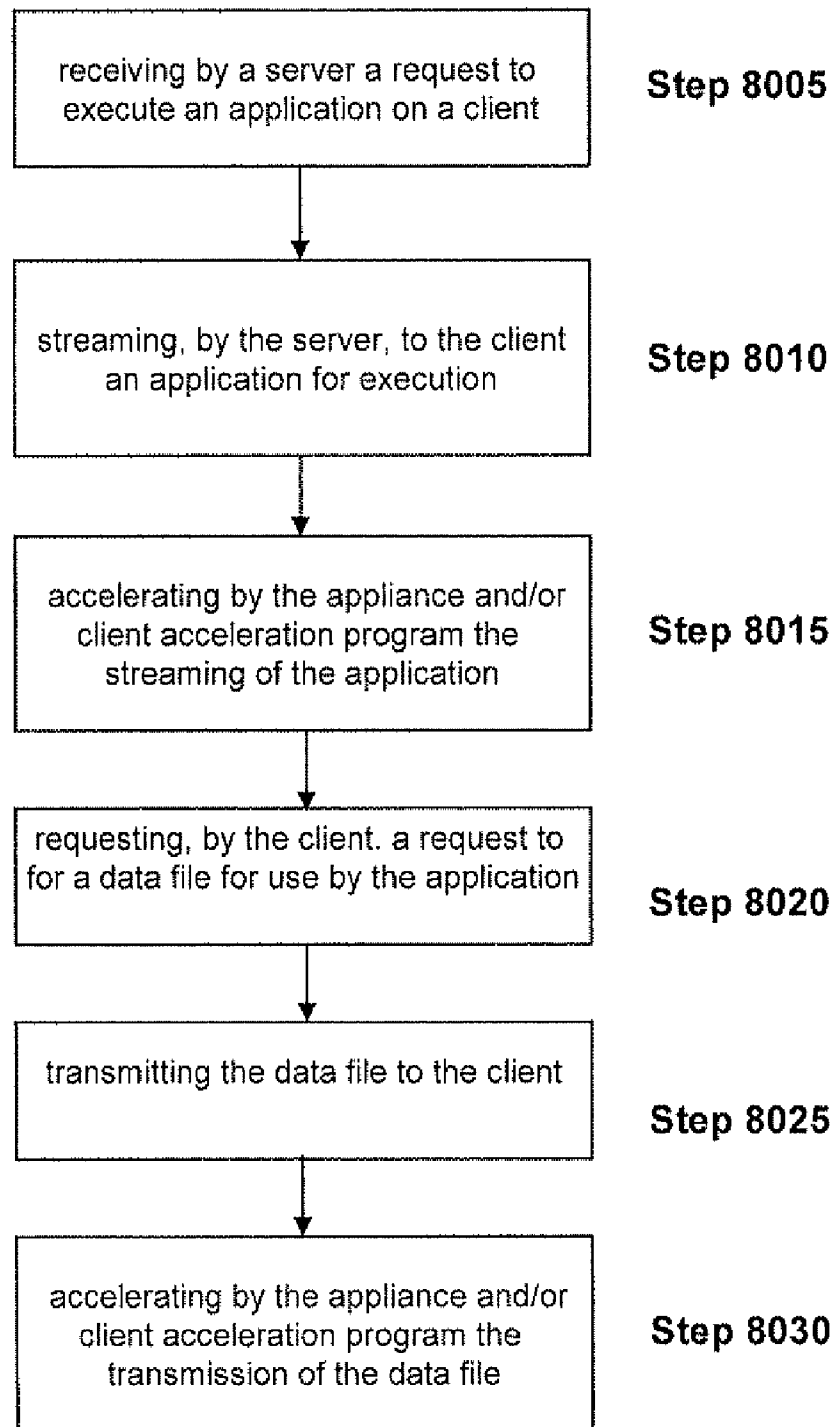 receiving by a server a request to
execute an application on a client
Step 8005
streaming, by the server, to the client
an application for execution
Step 8010
accelerating by the appliance and/or
client acceleration program the
streaming of the application
Step 8015
requesting, by the client. a request to
for a data file for use by the application
Step 8020
transmitting the data file to the client
Step 8025
accelerating by the appliance and/or
client acceleration program the
transmission of the data file
Step 8030